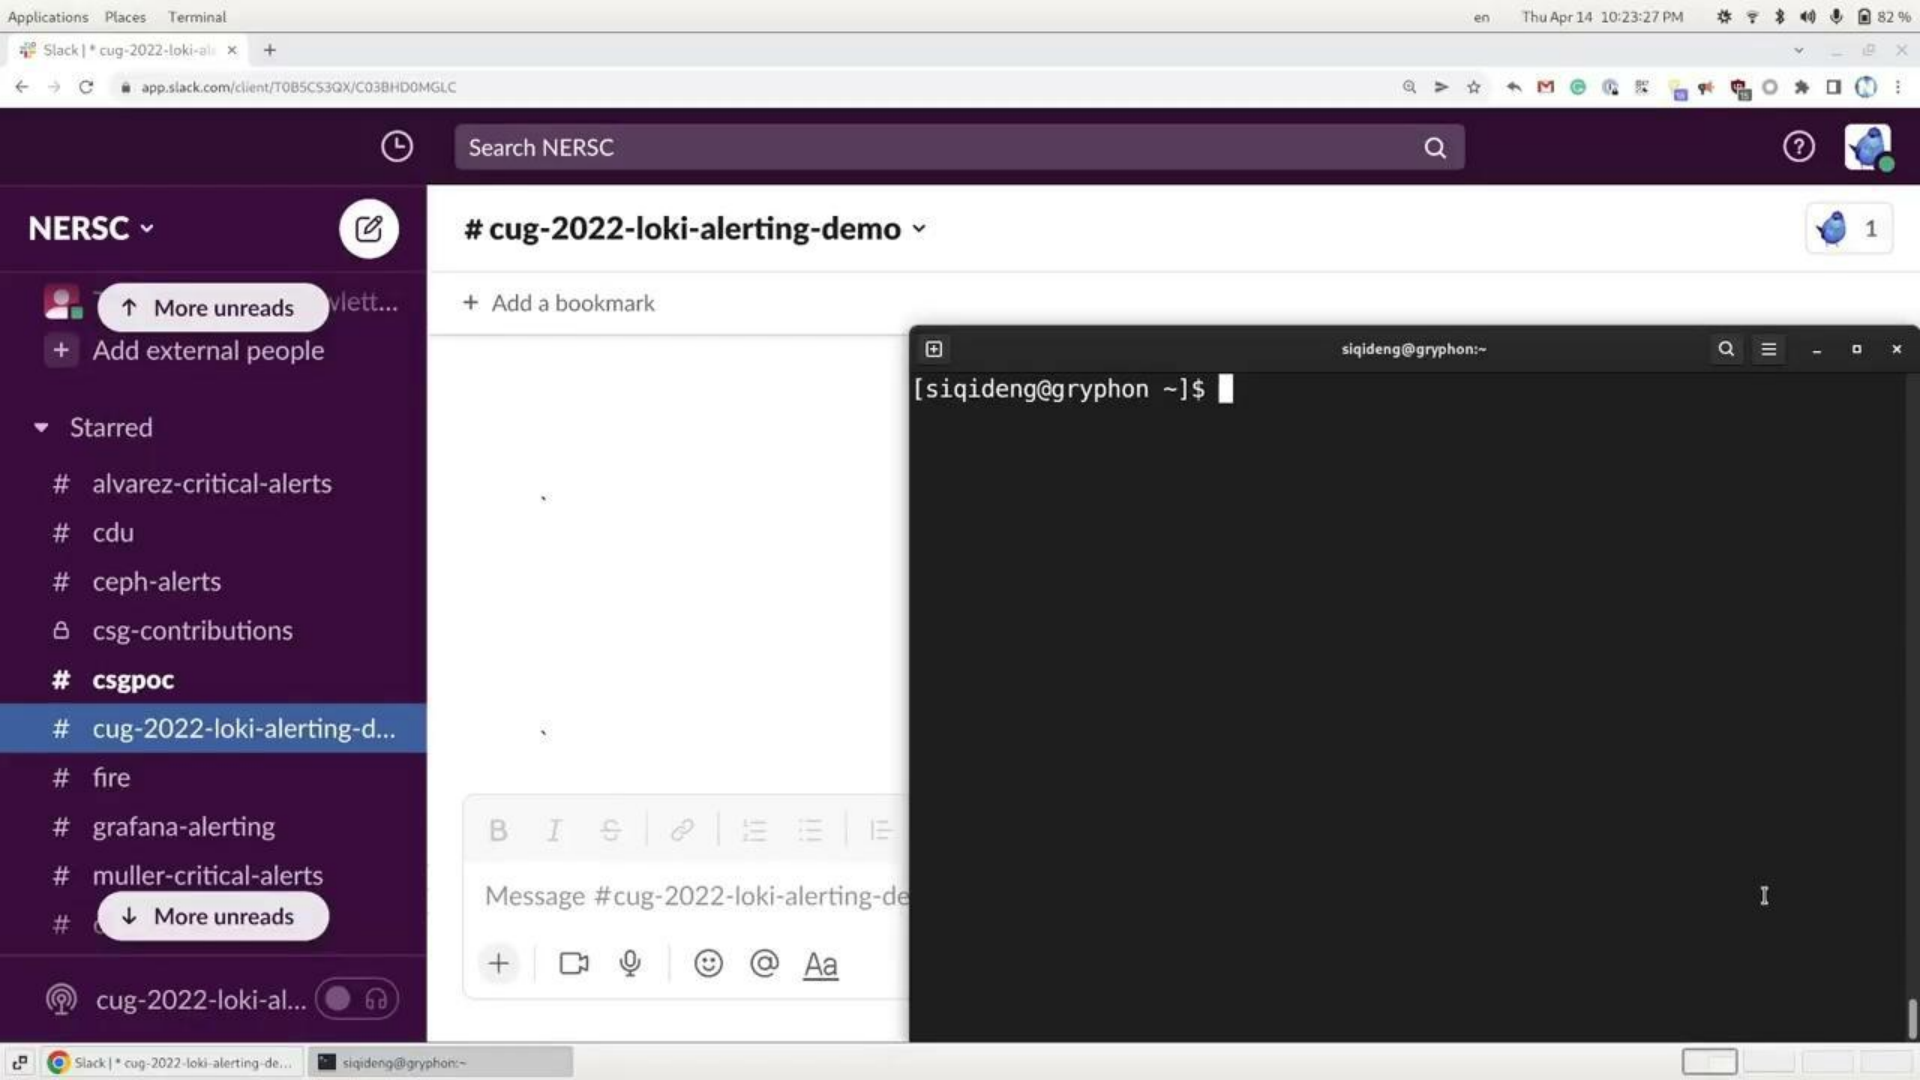 Applications Places Terminal
en Thu Apr 14 10:23:27 PM 82 %
Slack | * cug-2022-loki-al
app.slack.com/client/T0B5CS3QX/C03BHD0MGLC
Search NERSC
NERSC
# cug-2022-loki-alerting-demo
1
More unreads
vlett...
+ Add a bookmark
Add external people
siqideng@gryphon:~
[siqideng@gryphon ~]$
Starred
# alvarez-critical-alerts
# cdu
# ceph-alerts
csg-contributions
# csgpoc
# cug-2022-loki-alerting-d...
# fire
# grafana-alerting
# muller-critical-alerts
#
More unreads
B I S
Message #cug-2022-loki-alerting-de
@ Aa
cug-2022-loki-al...
Slack | * cug-2022-loki-alerting-de...
siqideng@gryphon:~